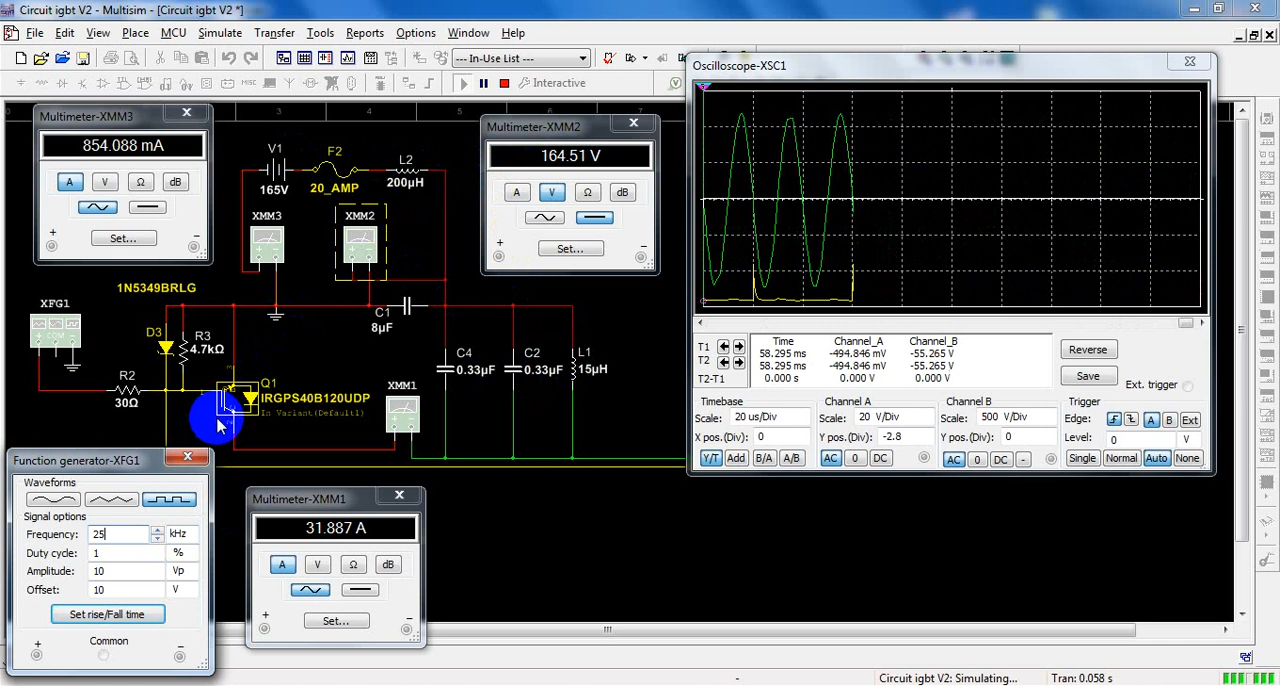 Circuit igbt V2 - Multisim - [Circuit igbt V2 *]
File Edit View Place MCU Simulate Transfer Tools Reports Options Window Help
--- In-Use List ---
Interactive
Multimeter-XMM3
854.088 mA
A V Ω dB
Set...
+ -
Multimeter-XMM2
164.51 V
A V Ω dB
Set...
+ -
3 4 6 7
V1
165V
F2
20_AMP
L2
200µH
XMM3
XMM2
1N5349BRLG
XFG1
COM
D3
R3
4.7kΩ
C1
8µF
R2
30Ω
Q1
IRGPS40B120UDP
In Variant(Default1)
XMM1
C4
0.33µF
C2
0.33µF
L1
15µH
Oscilloscope-XSC1
T1
T2
T2-T1
Time Channel_A Channel_B
58.295 ms -494.846 mV -55.265 V
58.295 ms -494.846 mV -55.265 V
0.000 s 0.000 V 0.000 V
Reverse
Save
Ext. trigger
Timebase
Scale: 20 us/Div
X pos.(Div): 0
Y/T Add B/A A/B
Channel A
Scale: 20 V/Div
Y pos.(Div): -2.8
AC 0 DC
Channel B
Scale: 500 V/Div
Y pos.(Div): 0
AC 0 DC -
Trigger
Edge: A B Ext
Level: 0 V
Single Normal Auto None
Function generator-XFG1
Waveforms
Signal options
Frequency: 25 kHz
Duty cycle: 1 %
Amplitude: 10 Vp
Offset: 10 V
Set rise/Fall time
+ Common -
Multimeter-XMM1
31.887 A
A V Ω dB
Set...
+ -
- Circuit igbt V2: Simulating... Tran: 0.058 s